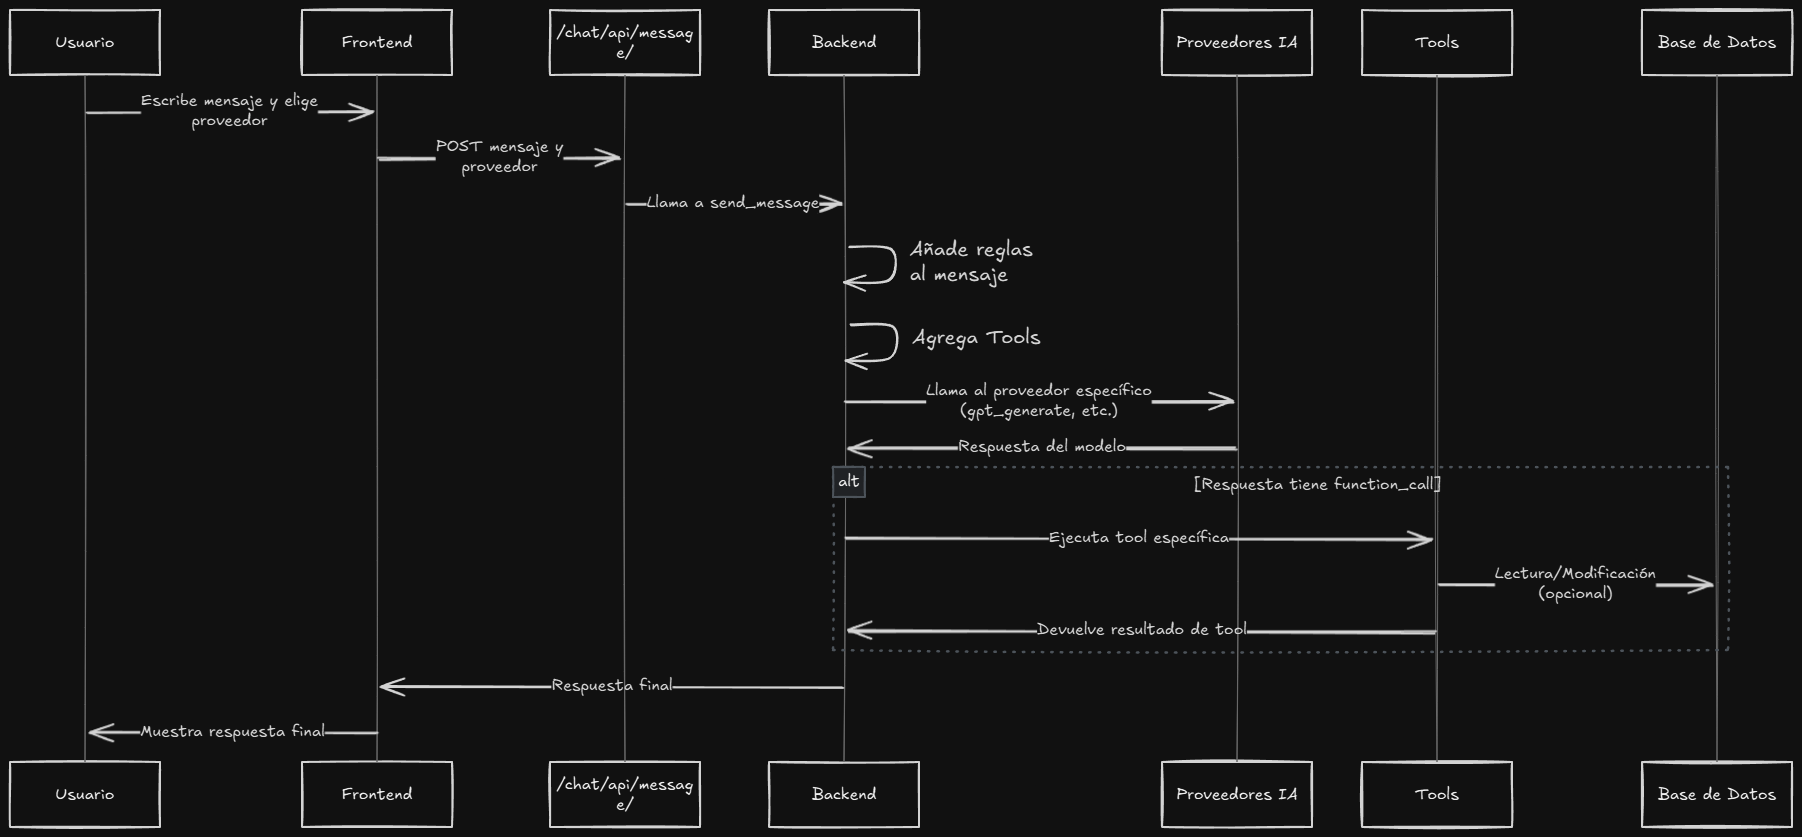 Usuario
Frontend
/chat/api/messag
e/
Backend
Proveedores IA
Tools
Base de Datos
Escribe mensaje y elige
proveedor
POST mensaje y
proveedor
Llama a send_message
Añade reglas
al mensaje
Agrega Tools
Llama al proveedor específico
(gpt_generate, etc.)
Respuesta del modelo
alt
[Respuesta tiene function_call]
Ejecuta tool específica
Lectura/Modificación
(opcional)
Devuelve resultado de tool
Respuesta final
Muestra respuesta final
Usuario
Frontend
/chat/api/messag
e/
Backend
Proveedores IA
Tools
Base de Datos